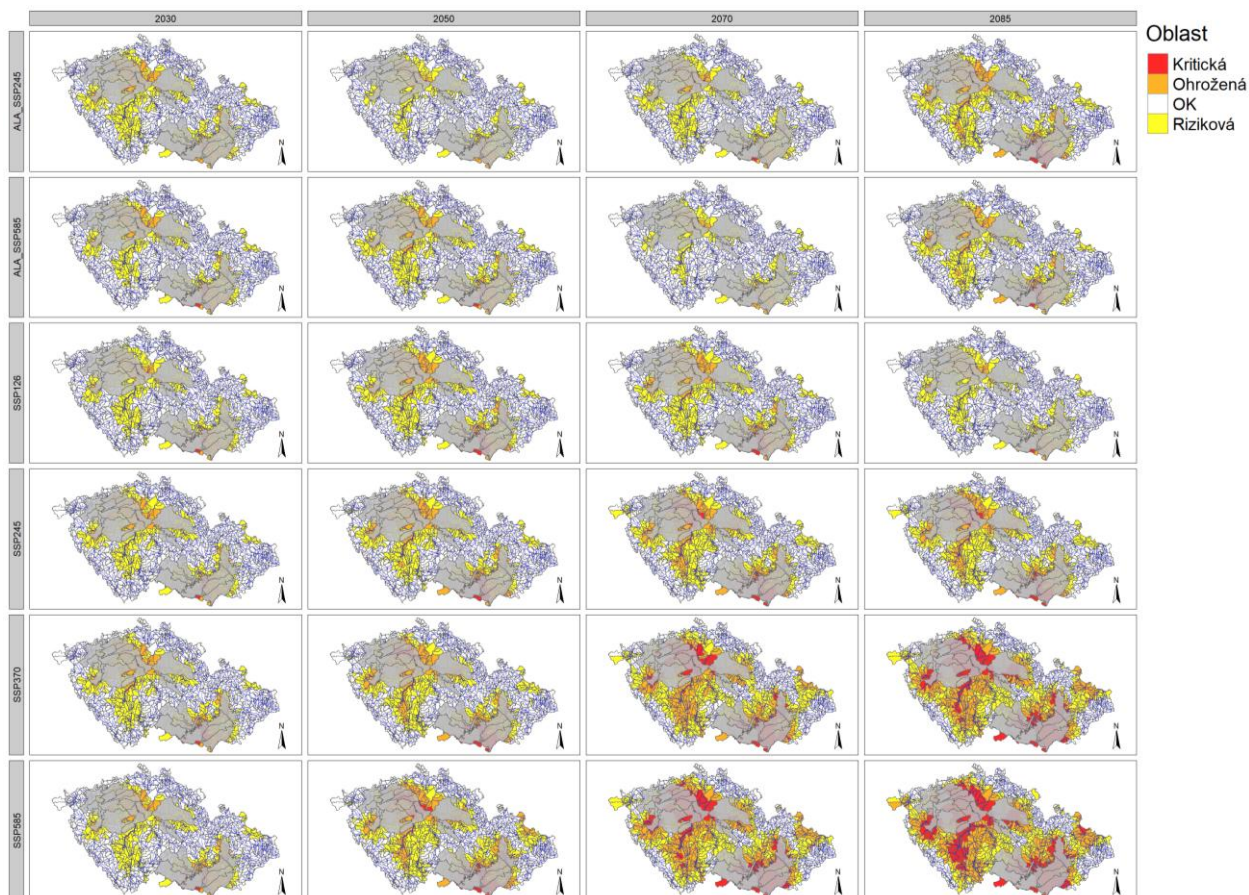 2030 2050 2070 2085
Oblast
Kritická
Ohrožená
OK
Riziková
ALA_SSP245
N N N N
ALA_SSP585
N N N N
SSP126
N N N N
SSP245
N N N N
SSP370
N N N N
SSP585
N N N N